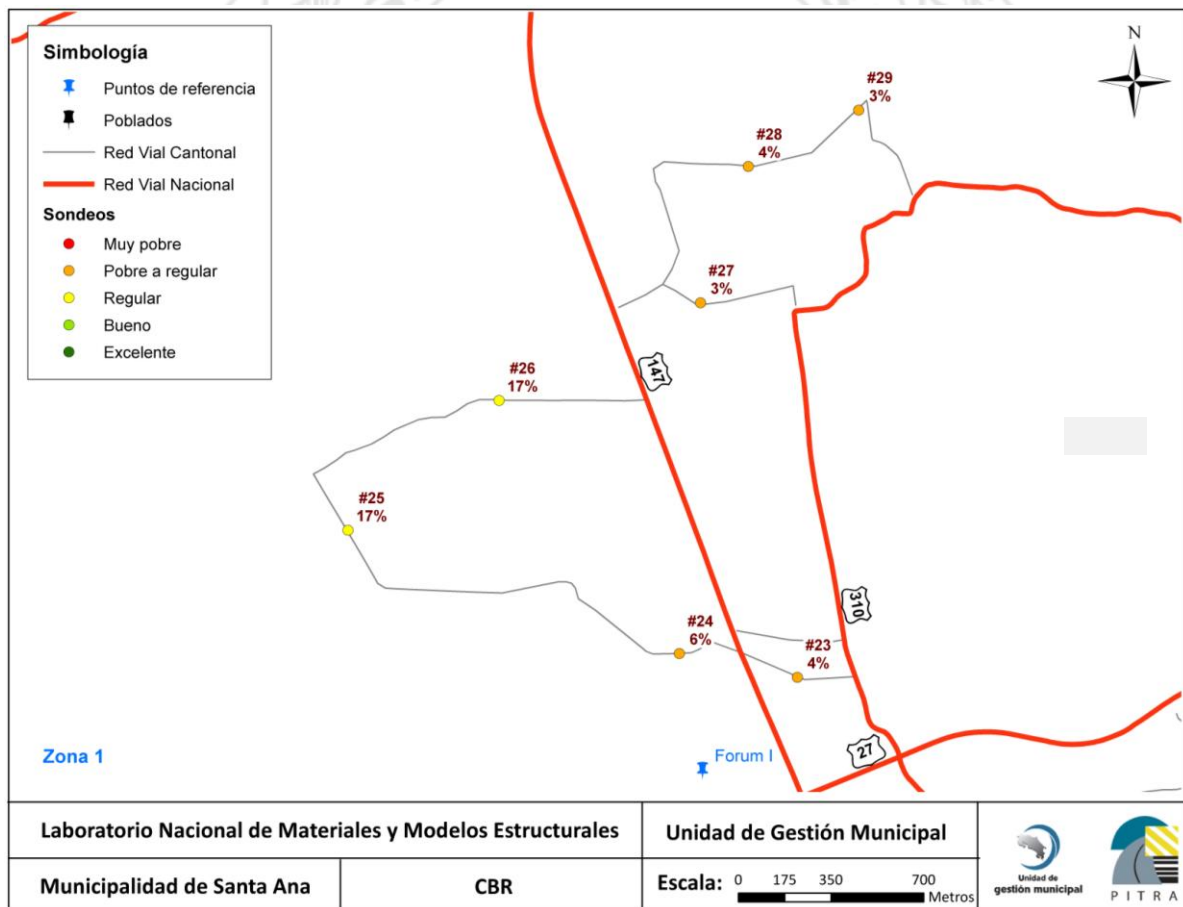 Simbología
Puntos de referencia
Poblados
Red Vial Cantonal
Red Vial Nacional
Sondeos
Muy pobre
Pobre a regular
Regular
Bueno
Excelente
N
#29
3%
#28
4%
#27
3%
147
#26
17%
#25
17%
310
#24
6%
#23
4%
27
Zona 1
Forum I
Laboratorio Nacional de Materiales y Modelos Estructurales
Unidad de Gestión Municipal
Municipalidad de Santa Ana
CBR
Escala: 0 175 350 700
Metros
Unidad de
gestión municipal
PITRA